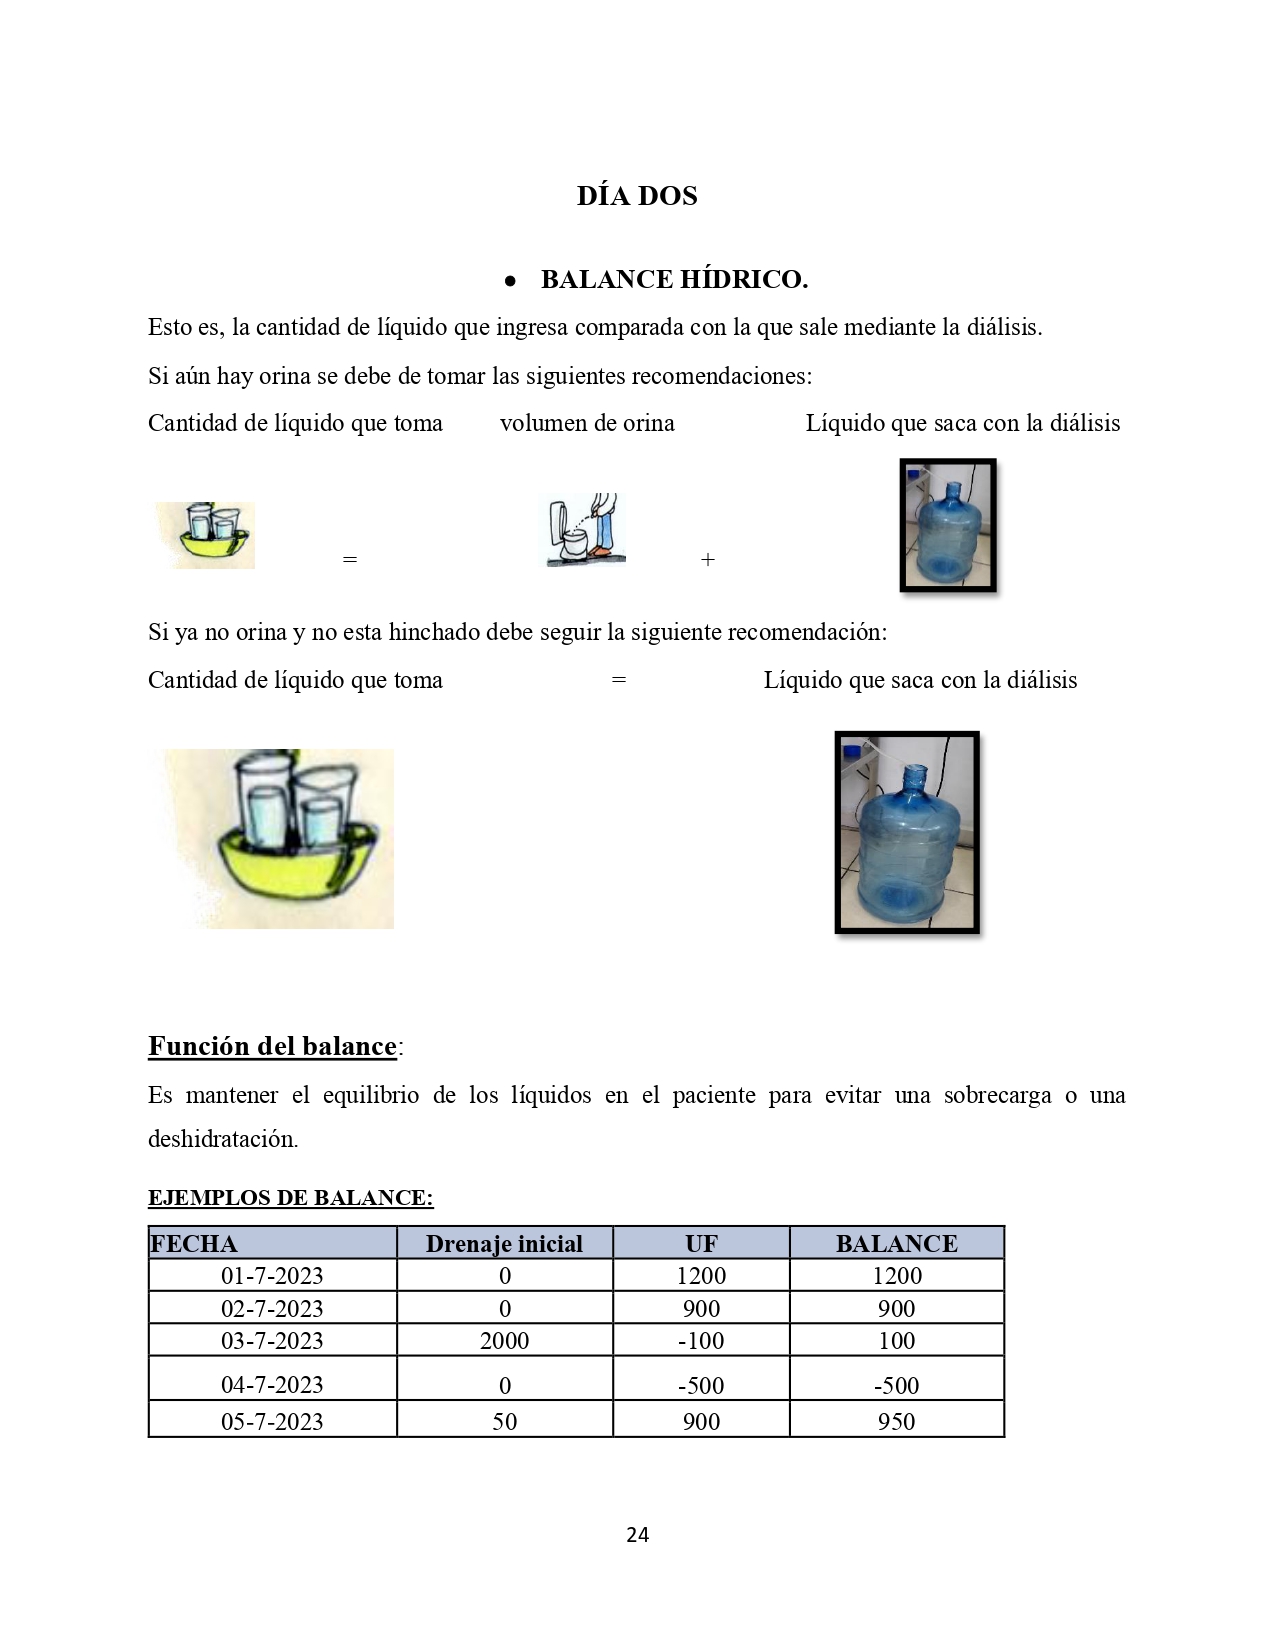 DÍA DOS
● BALANCE HÍDRICO.
Esto es, la cantidad de líquido que ingresa comparada con la que sale mediante la diálisis.
Si aún hay orina se debe de tomar las siguientes recomendaciones:
Cantidad de líquido que toma volumen de orina Líquido que saca con la diálisis
= +
Si ya no orina y no esta hinchado debe seguir la siguiente recomendación:
Cantidad de líquido que toma = Líquido que saca con la diálisis
Función del balance:
Es mantener el equilibrio de los líquidos en el paciente para evitar una sobrecarga o una
deshidratación.
EJEMPLOS DE BALANCE:
FECHA Drenaje inicial UF BALANCE
01-7-2023 0 1200 1200
02-7-2023 0 900 900
03-7-2023 2000 -100 100
04-7-2023 0 -500 -500
05-7-2023 50 900 950
24